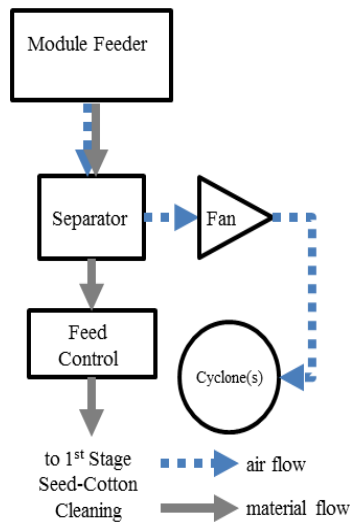 Module Feeder
Separator
Fan
Feed
Control
Cyclone(s)
to 1st Stage
Seed-Cotton
Cleaning
air flow
material flow